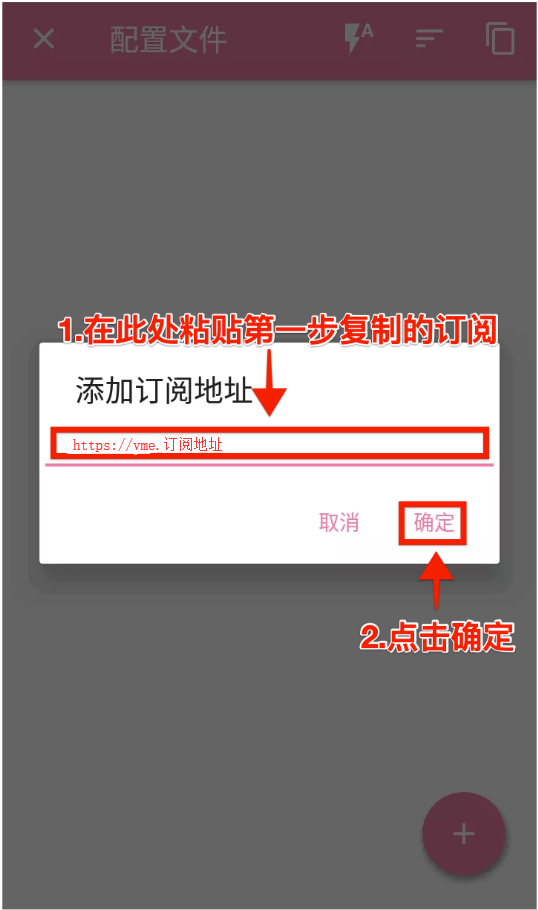 配置文件
A
1.在此处粘贴第一步复制的订阅
添加订阅地址
https://vme.订阅地址
取消
确定
2.点击确定